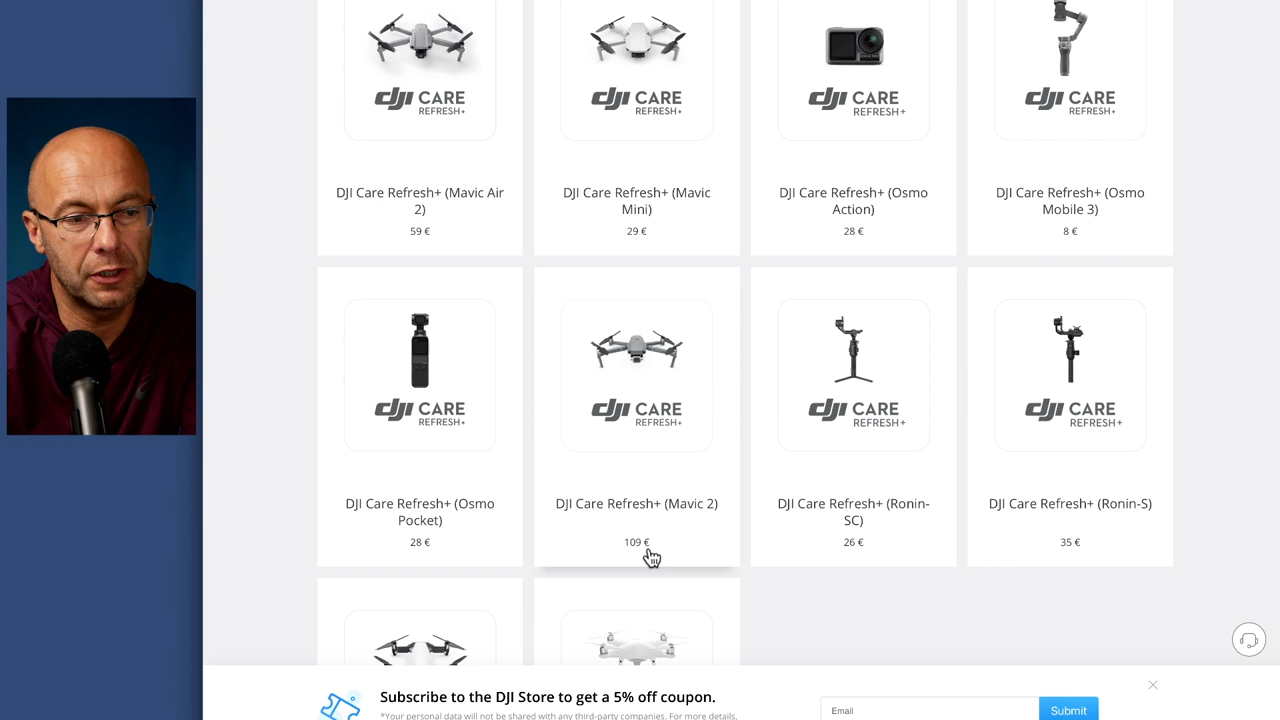 dji CARE
REFRESH+
dji CARE
REFRESH+
dji CARE
REFRESH+
dji CARE
REFRESH+
DJI Care Refresh+ (Mavic Air
2)
59 €
DJI Care Refresh+ (Mavic
Mini)
29 €
DJI Care Refresh+ (Osmo
Action)
28 €
DJI Care Refresh+ (Osmo
Mobile 3)
8 €
dji CARE
REFRESH+
dji CARE
REFRESH+
dji CARE
REFRESH+
dji CARE
REFRESH+
DJI Care Refresh+ (Osmo
Pocket)
28 €
DJI Care Refresh+ (Mavic 2)
109 €
DJI Care Refresh+ (Ronin-
SC)
26 €
DJI Care Refresh+ (Ronin-S)
35 €
Subscribe to the DJI Store to get a 5% off coupon.
*Your personal data will not be shared with any third-party companies. For more details,
Email
Submit